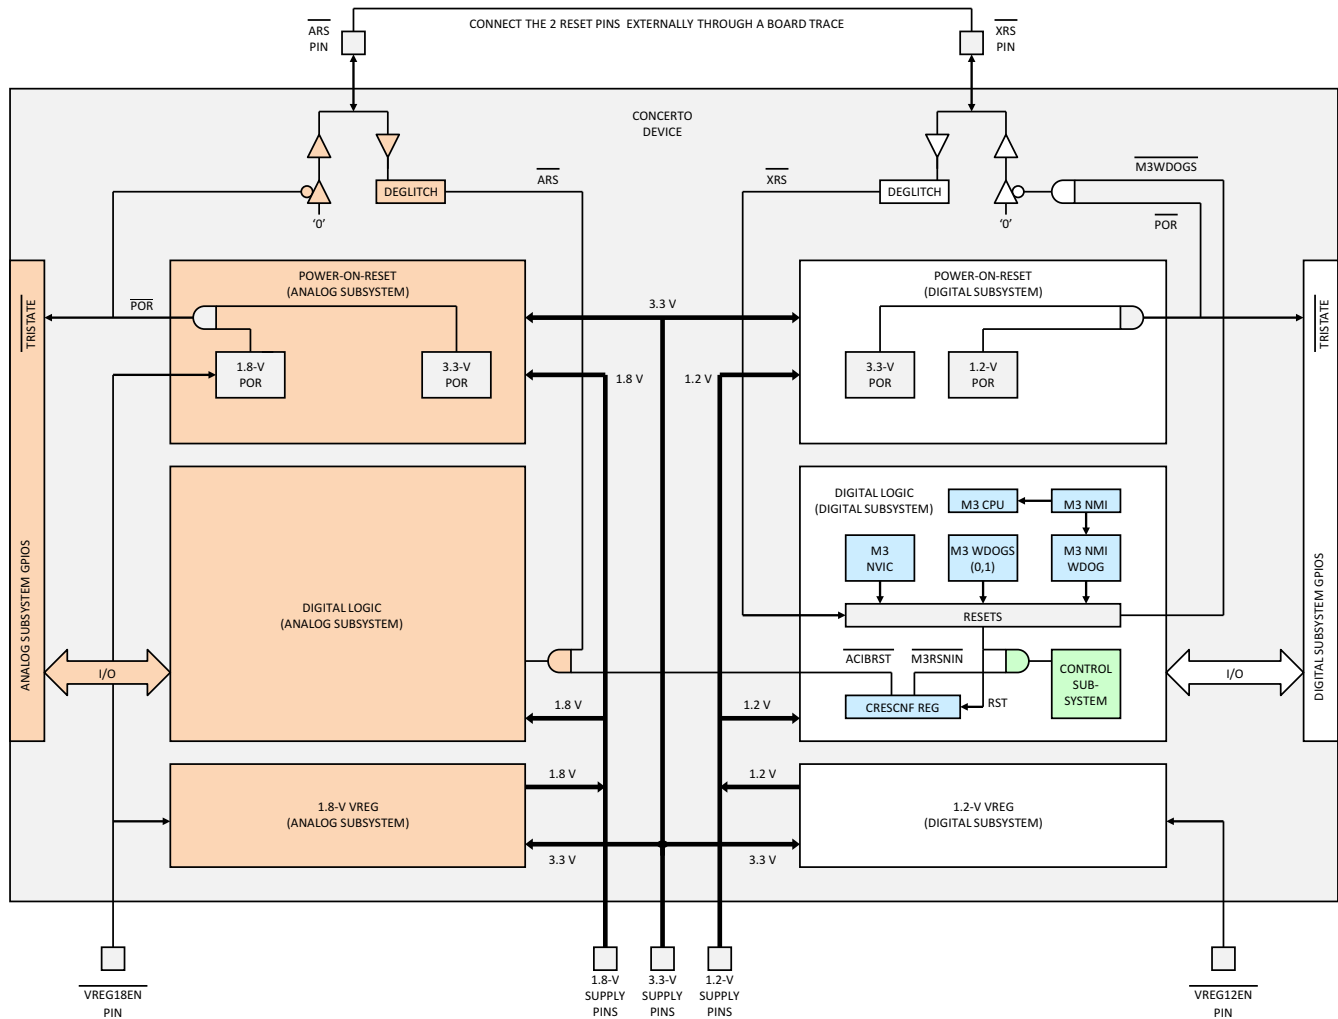 CONNECT THE 2 RESET PINS EXTERNALLY THROUGH A BOARD TRACE
ARS
PIN
XRS
PIN
CONCERTO
DEVICE
DEGLITCH
ARS
'0'
XRS
DEGLITCH
'0'
M3WDOGS
POR
POWER-ON-RESET
(ANALOG SUBSYSTEM)
POR
1.8-V
POR
3.3-V
POR
TRISTATE
ANALOG SUBSYSTEM GPIOS
3.3 V
1.8 V
1.2 V
POWER-ON-RESET
(DIGITAL SUBSYSTEM)
3.3-V
POR
1.2-V
POR
TRISTATE
DIGITAL SUBSYSTEM GPIOS
DIGITAL LOGIC
(ANALOG SUBSYSTEM)
I/O
DIGITAL LOGIC
(DIGITAL SUBSYSTEM)
M3 CPU
M3 NMI
M3
NVIC
M3 WDOGS
(0,1)
M3 NMI
WDOG
RESETS
ACIBRST
M3RSNIN
CONTROL
SUB-
SYSTEM
CRESCNF REG
RST
I/O
1.8 V
1.2 V
1.8 V
1.2 V
1.8-V VREG
(ANALOG SUBSYSTEM)
1.2-V VREG
(DIGITAL SUBSYSTEM)
3.3 V
3.3 V
VREG18EN
PIN
1.8-V
SUPPLY
PINS
3.3-V
SUPPLY
PINS
1.2-V
SUPPLY
PINS
VREG12EN
PIN